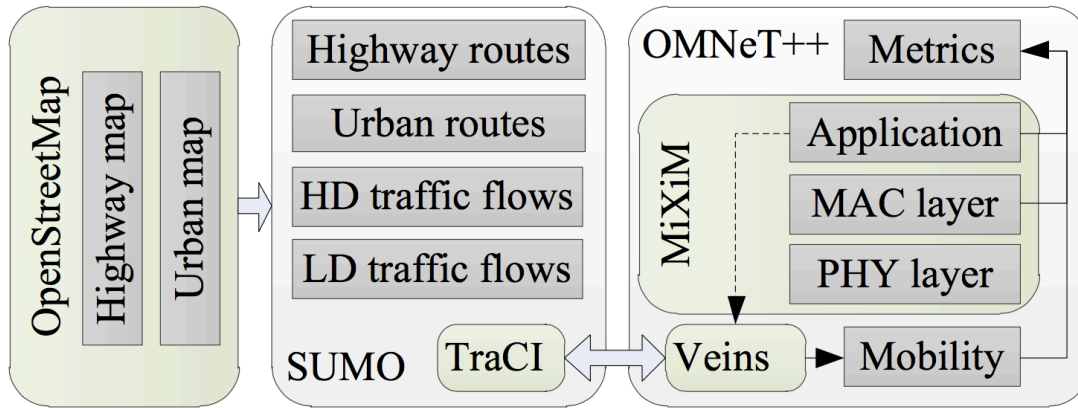 OpenStreetMap
Highway map
Urban map
Highway routes
Urban routes
HD traffic flows
LD traffic flows
SUMO
TraCI
OMNeT++
Metrics
MiXiM
Application
MAC layer
PHY layer
Veins
Mobility